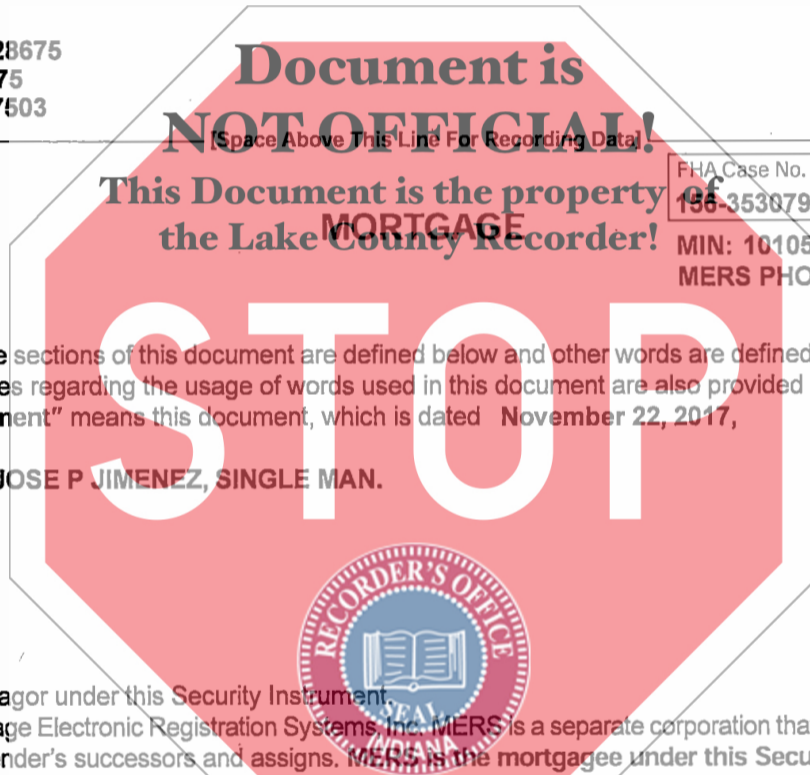 28675
75
7503
Document is
NOT OFFICIAL!
[Space Above This Line For Recording Data]
This Document is the property of
the Lake County Recorder!
MORTGAGE
FHA Case No.
156-353079
MIN: 10105
MERS PHO
sections of this document are defined below and other words are defined
es regarding the usage of words used in this document are also provided
ment” means this document, which is dated November 22, 2017,
JOSE P JIMENEZ, SINGLE MAN.
STOP
RECORDER'S OFFICE
SEAL
INDIANA
agor under this Security Instrument.
ge Electronic Registration Systems, Inc. MERS is a separate corporation tha
nder's successors and assigns. MERS is the mortgagee under this Secu